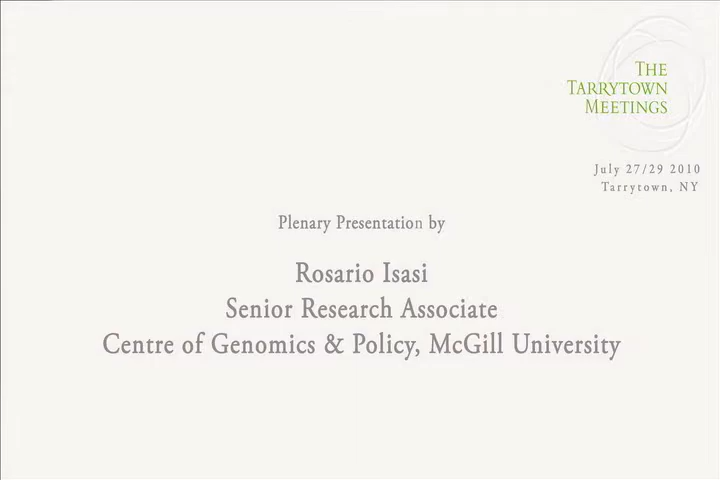 THE
TARRYTOWN
MEETINGS
July 27/29 2010
Tarrytown, NY
Plenary Presentation by
Rosario Isasi
Senior Research Associate
Centre of Genomics & Policy, McGill University